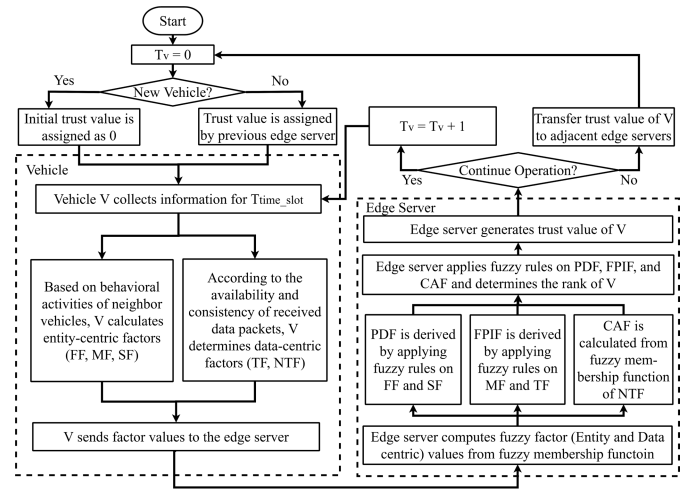 Start
Tv = 0
Yes
New Vehicle?
No
Initial trust value is
assigned as 0
Trust value is assigned
by previous edge server
Tv = Tv + 1
Transfer trust value of V
to adjacent edge servers
Continue Operation?
Yes
No
Vehicle
Vehicle V collects information for Ttime_slot
Based on behavioral
activities of neighbor
vehicles, V calculates
entity-centric factors
(FF, MF, SF)
According to the
availability and
consistency of received
data packets, V
determines data-centric
factors (TF, NTF)
V sends factor values to the edge server
Edge Server
Edge server generates trust value of V
Edge server applies fuzzy rules on PDF, FPIF, and
CAF and determines the rank of V
PDF is derived
by applying
fuzzy rules on
FF and SF
FPIF is derived
by applying
fuzzy rules on
MF and TF
CAF is
calculated from
fuzzy mem-
bership function
of NTF
Edge server computes fuzzy factor (Entity and Data
centric) values from fuzzy membership functoin